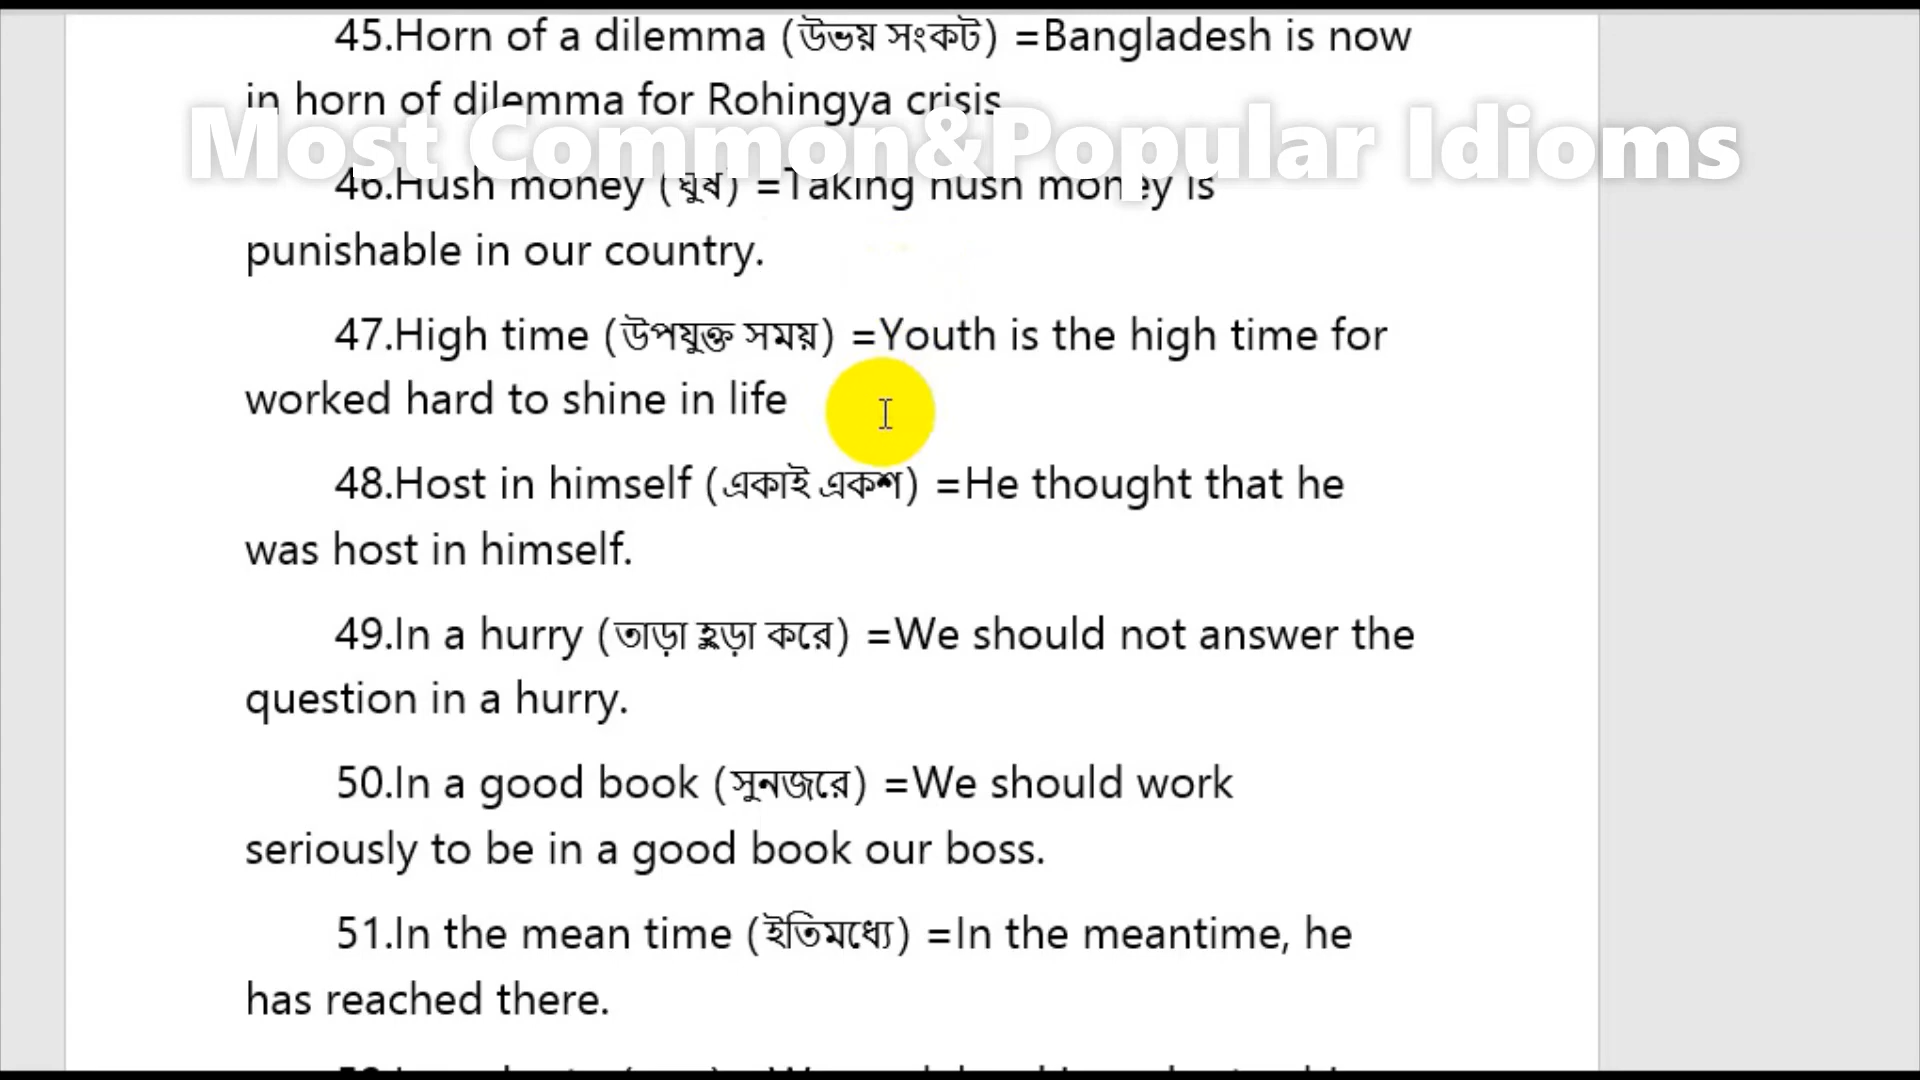 45.Horn of a dilemma (উভয় সংকট) =Bangladesh is now
in horn of dilemma for Rohingya crisis
Most Common&Popular Idioms
46.Hush money (ঘুষ) =Taking hush money is
punishable in our country.
47.High time (উপযুক্ত সময়) =Youth is the high time for
worked hard to shine in life
48.Host in himself (একাই একশ) =He thought that he
was host in himself.
49.In a hurry (তাড়া হুড়া করে) =We should not answer the
question in a hurry.
50.In a good book (সুনজরে) =We should work
seriously to be in a good book our boss.
51.In the mean time (ইতিমধ্যে) =In the meantime, he
has reached there.